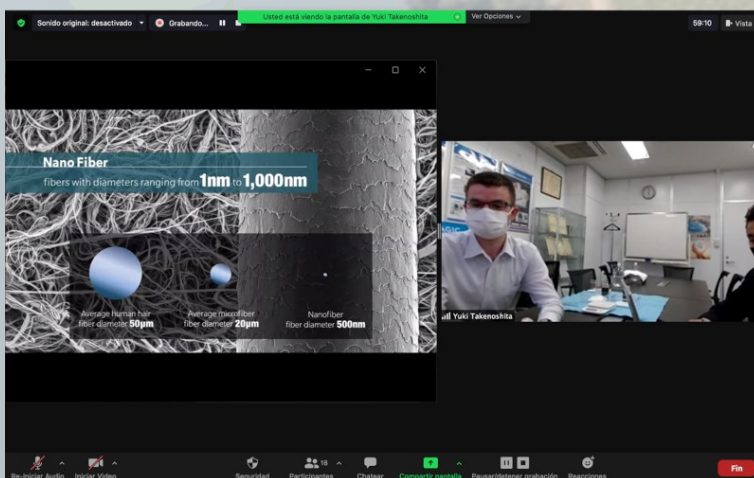 Sonido original: desactivado
Grabando...
Usted está viendo la pantalla de Yuki Takenoshita
Ver Opciones
59:10
Vista
Nano Fiber
fibers with diameters ranging from 1nm to 1,000nm
Average human hair
fiber diameter 50μm
Average microfiber
fiber diameter 20μm
Nanofiber
fiber diameter 500nm
Yuki Takenoshita
Re-Iniciar Audio
Iniciar Video
Seguridad
18
Participantes
Chatear
Compartir pantalla
Pausar/detener grabación
Reacciones
Fin